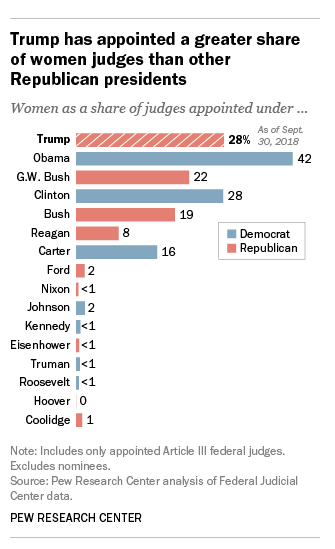 Trump has appointed a greater share
of women judges than other
Republican presidents
Women as a share of judges appointed under ...
Trump 28% As of Sept.
30, 2018
Obama 42
G.W. Bush 22
Clinton 28
Bush 19
Reagan 8
Carter 16
Ford 2
Nixon <1
Johnson 2
Kennedy <1
Eisenhower <1
Truman <1
Roosevelt <1
Hoover 0
Coolidge 1
Democrat
Republican
Note: Includes only appointed Article III federal judges.
Excludes nominees.
Source: Pew Research Center analysis of Federal Judicial
Center data.
PEW RESEARCH CENTER